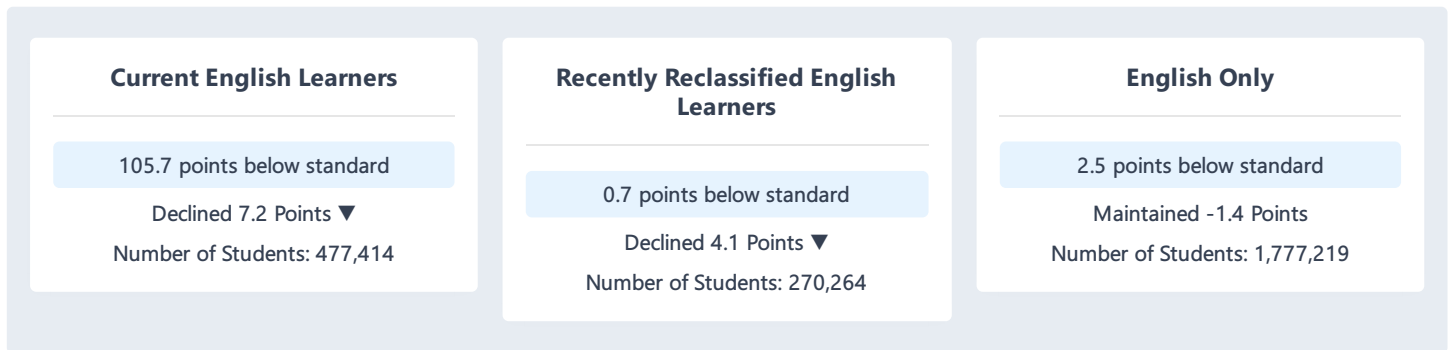 Current English Learners
105.7 points below standard
Declined 7.2 Points ▼
Number of Students: 477,414
Recently Reclassified English
Learners
0.7 points below standard
Declined 4.1 Points ▼
Number of Students: 270,264
English Only
2.5 points below standard
Maintained -1.4 Points
Number of Students: 1,777,219